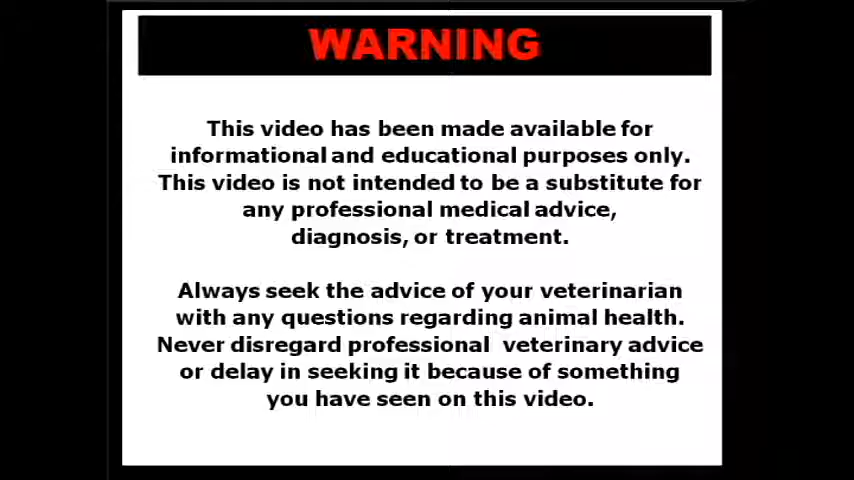 WARNING
This video has been made available for
informational and educational purposes only.
This video is not intended to be a substitute for
any professional medical advice,
diagnosis, or treatment.
Always seek the advice of your veterinarian
with any questions regarding animal health.
Never disregard professional veterinary advice
or delay in seeking it because of something
you have seen on this video.